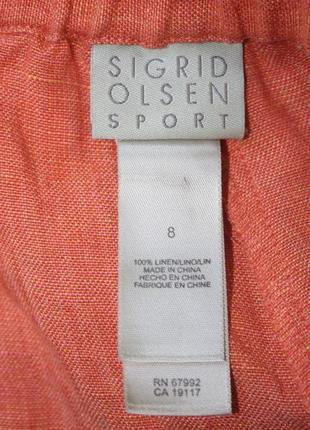 SIGRID
OLSEN
SPORT
8
100% LINEN/LINO/LIN
MADE IN CHINA
HECHO EN CHINA
FABRIQUE EN CHINE
RN 67992
CA 19117